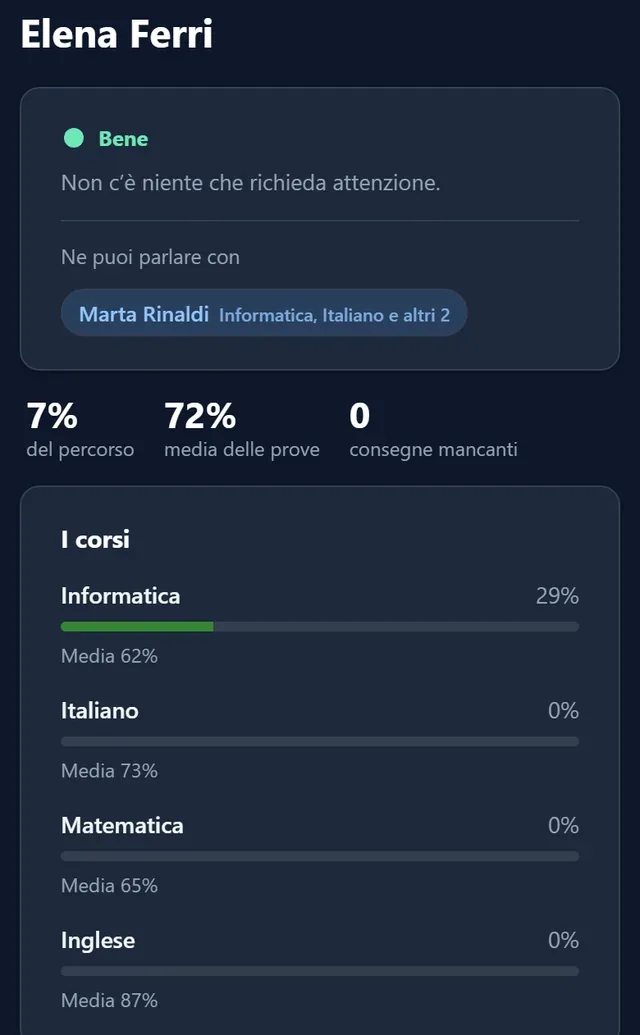 Elena Ferri
Bene
Non c’è niente che richieda attenzione.
Ne puoi parlare con
Marta Rinaldi Informatica, Italiano e altri 2
7% 72% 0
del percorso media delle prove consegne mancanti
I corsi
Informatica 29%
Media 62%
Italiano 0%
Media 73%
Matematica 0%
Media 65%
Inglese 0%
Media 87%